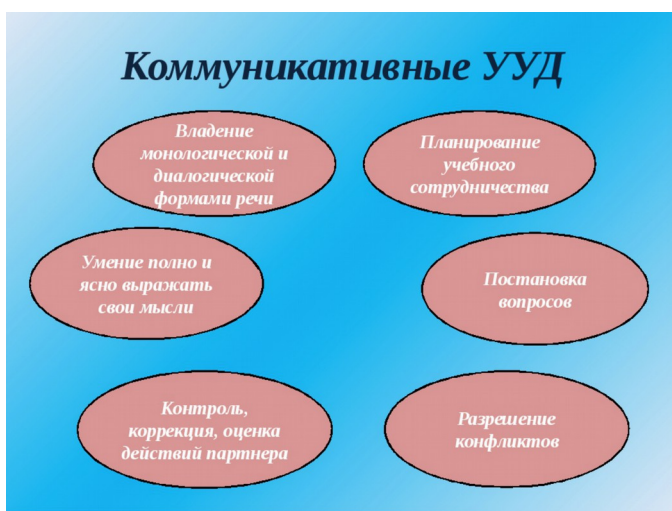 Коммуникативные УУД
Владение
монологической и
диалогической
формами речи
Планирование
учебного
сотрудничества
Умение полно и
ясно выражать
свои мысли
Постановка
вопросов
Контроль,
коррекция, оценка
действий партнера
Разрешение
конфликтов